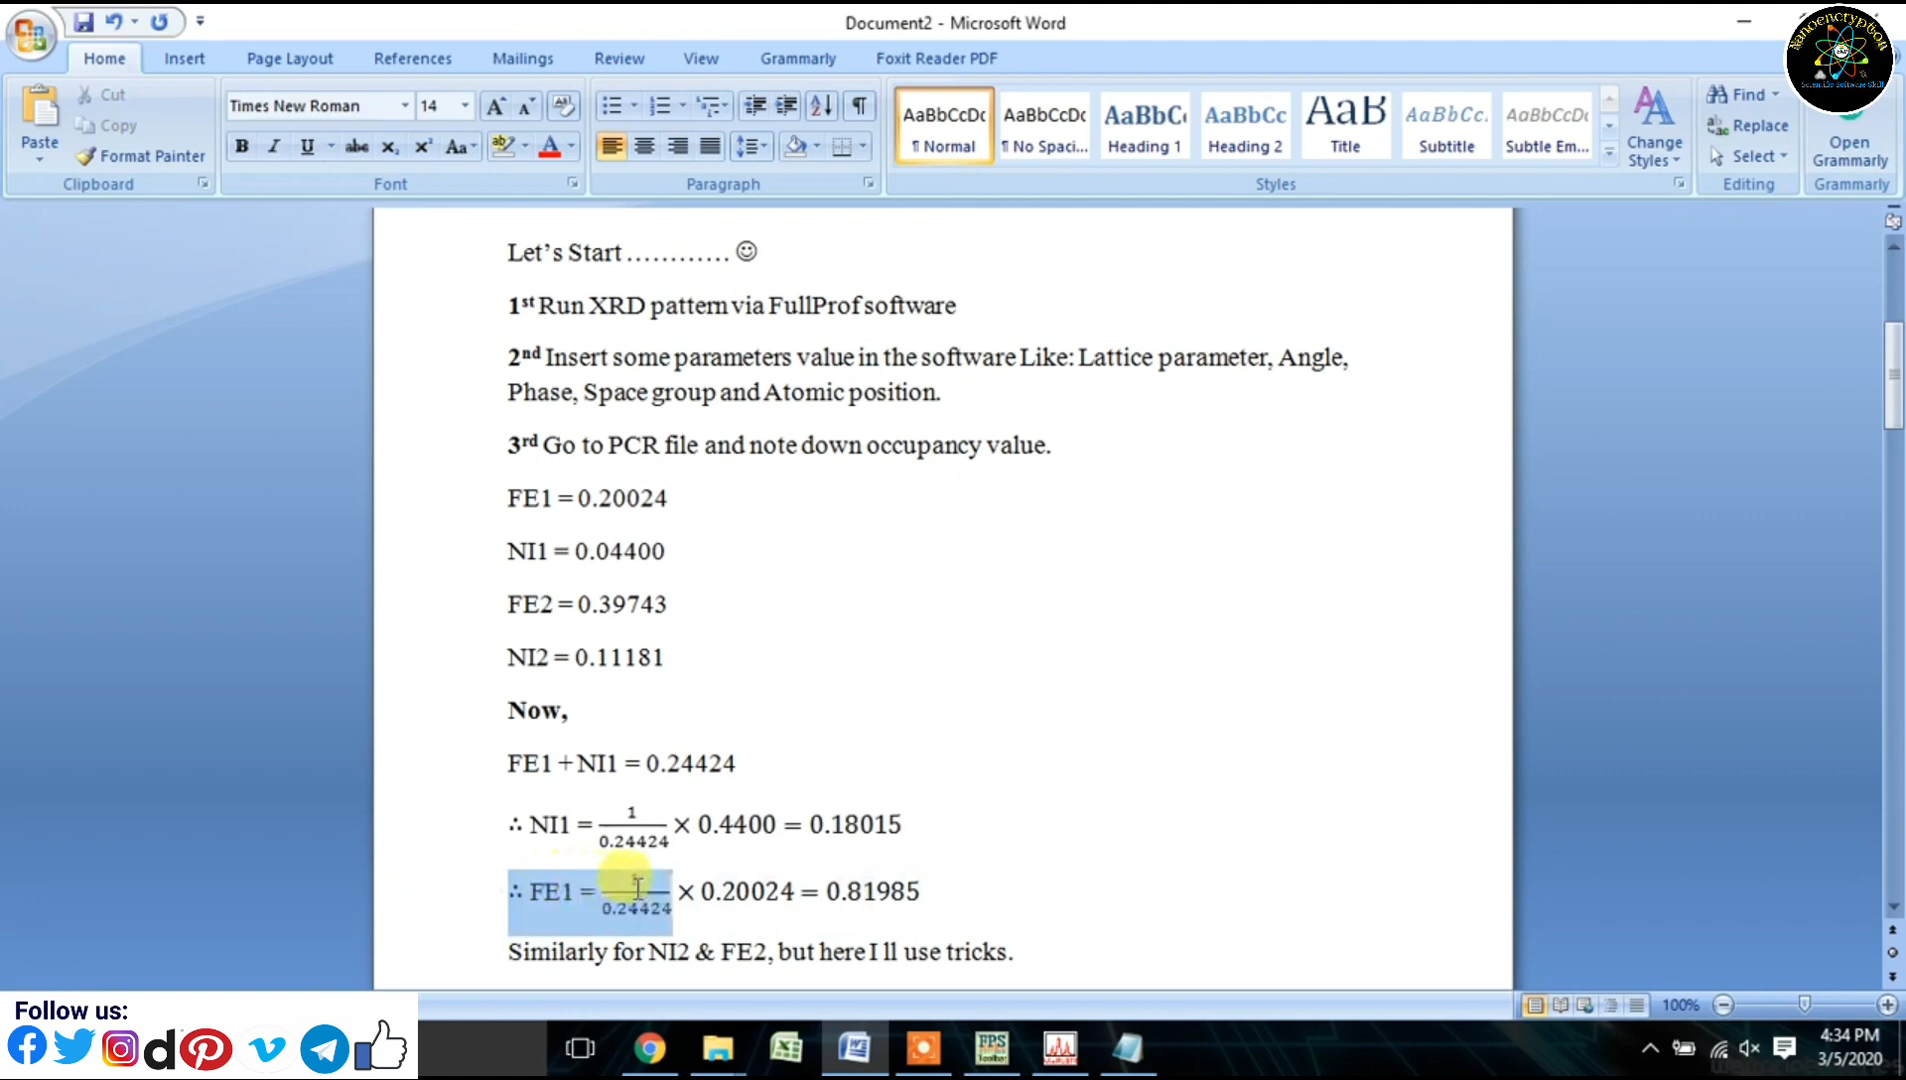 Document2 - Microsoft Word
Home Insert Page Layout References Mailings Review View Grammarly Foxit Reader PDF
Nanoencryption
Scientific Software Skill
Paste
Cut
Copy
Format Painter
Clipboard
Times New Roman 14
Font
Paragraph
AaBbCcDc AaBbCcDc AaBbC AaBbCc AaB AaBbCc. AaBbCcDc
¶ Normal ¶ No Spaci... Heading 1 Heading 2 Title Subtitle Subtle Em...
Styles
Change Styles
Find
Replace
Select
Editing
Open Grammarly
Grammarly
Let’s Start ………… ☺
1st Run XRD pattern via FullProf software
2nd Insert some parameters value in the software Like: Lattice parameter, Angle,
Phase, Space group and Atomic position.
3rd Go to PCR file and note down occupancy value.
FE1 = 0.20024
NI1 = 0.04400
FE2 = 0.39743
NI2 = 0.11181
Now,
FE1 + NI1 = 0.24424
∴ NI1 = 1/0.24424 × 0.4400 = 0.18015
∴ FE1 = 1/0.24424 × 0.20024 = 0.81985
Similarly for NI2 & FE2, but here I ll use tricks.
Follow us:
100%
FPS
4:34 PM
3/5/2020